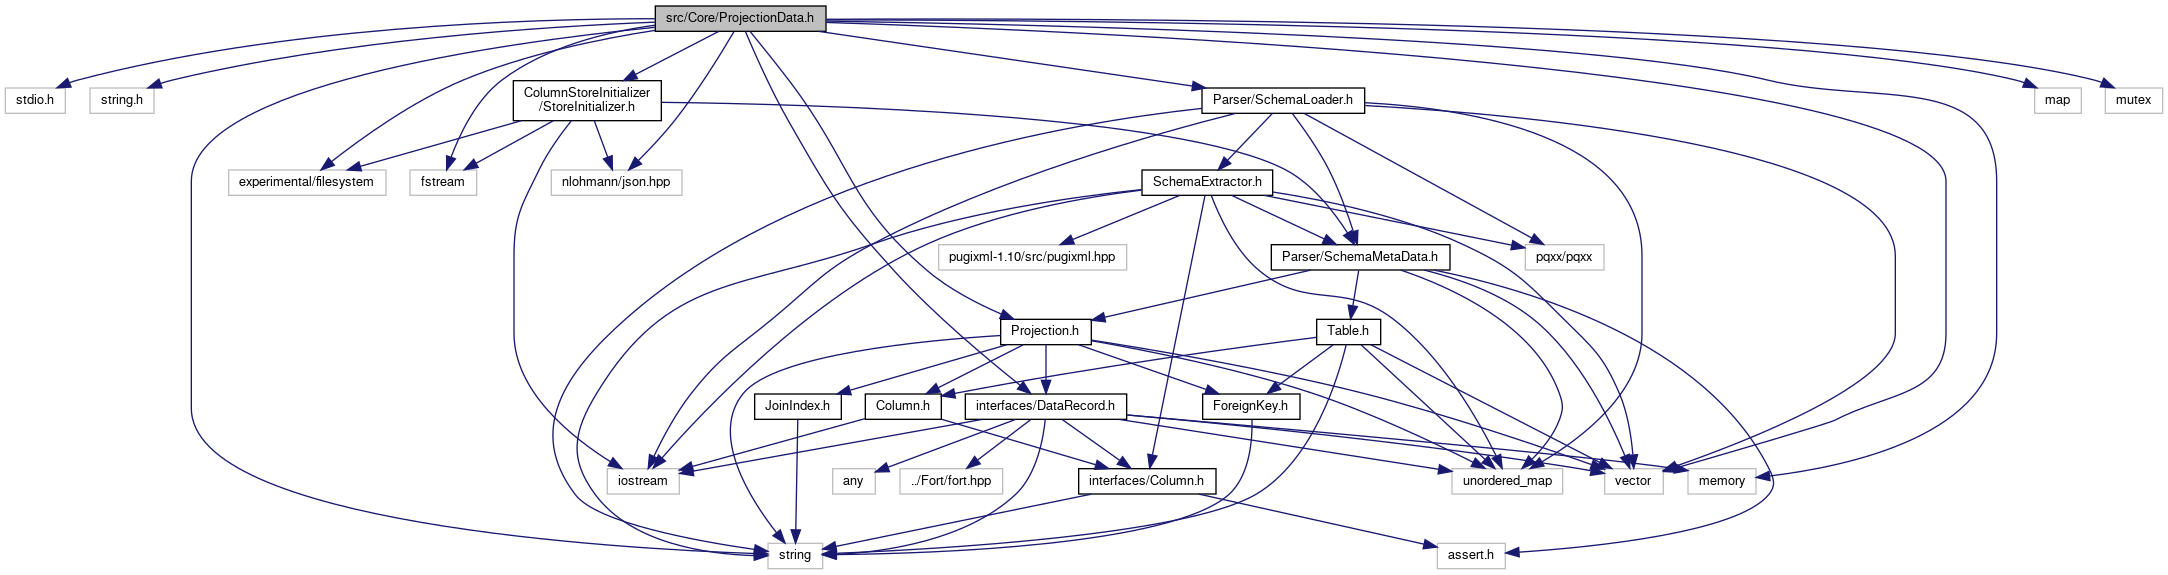 src/Core/ProjectionData.h
stdio.h
string.h
ColumnStoreInitializer
/StoreInitializer.h
Parser/SchemaLoader.h
map
mutex
experimental/filesystem
fstream
nlohmann/json.hpp
SchemaExtractor.h
pugixml-1.10/src/pugixml.hpp
Parser/SchemaMetaData.h
pqxx/pqxx
Projection.h
Table.h
JoinIndex.h
Column.h
interfaces/DataRecord.h
ForeignKey.h
iostream
any
../Fort/fort.hpp
interfaces/Column.h
unordered_map
vector
memory
string
assert.h